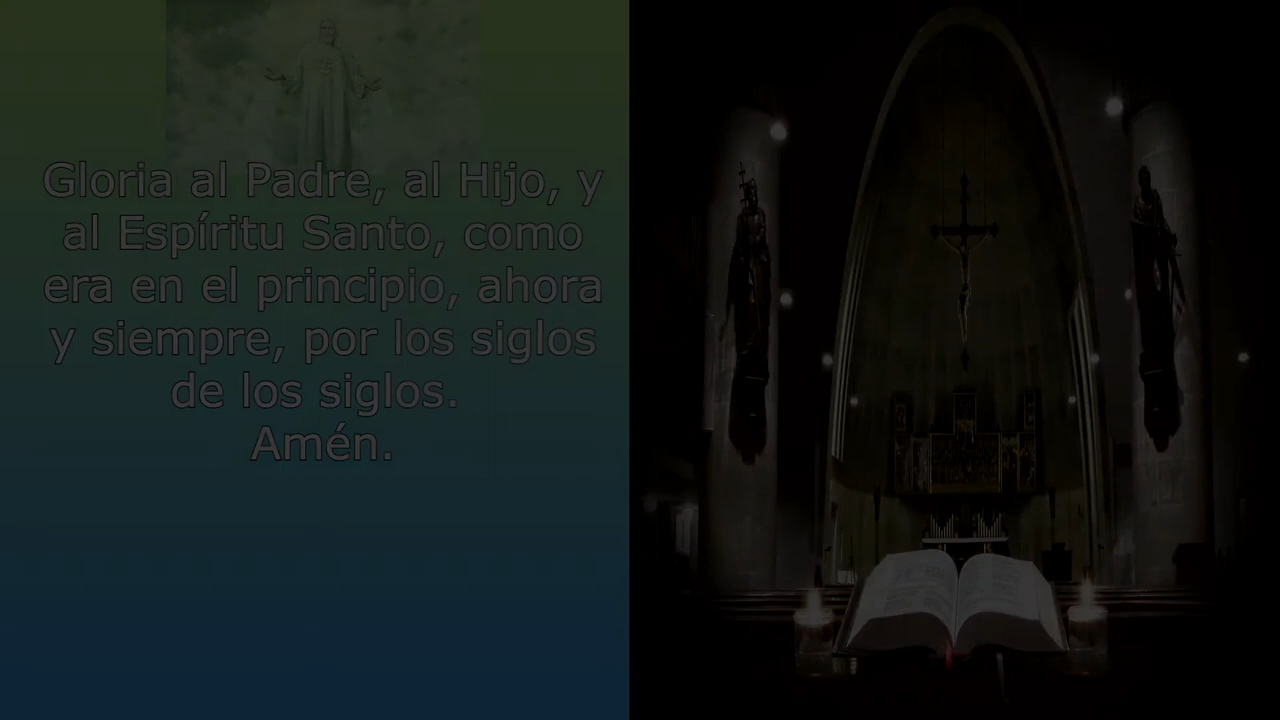 Gloria al Padre, al Hijo, y
al Espíritu Santo, como
era en el principio, ahora
y siempre, por los siglos
de los siglos.
Amén.